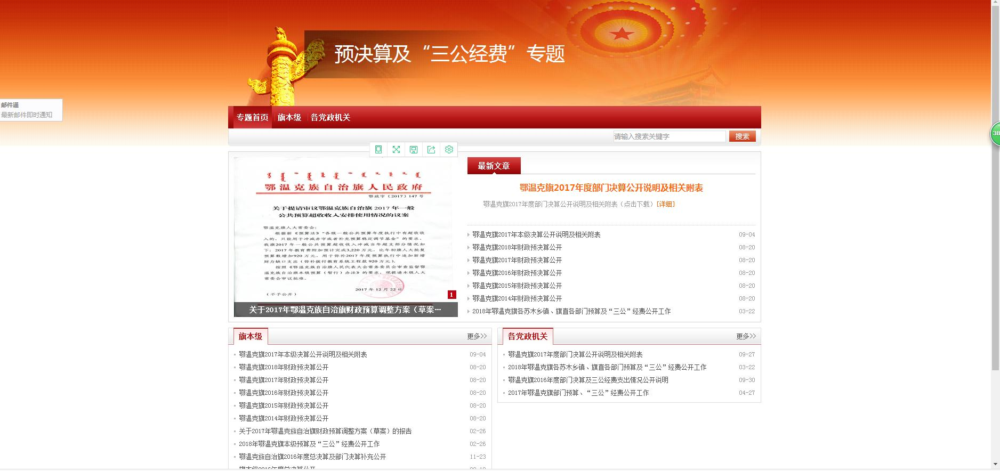 预决算及“三公经费”专题
邮件通
最新邮件即时通知
专题首页 旗本级 各党政机关
请输入搜索关键字 搜索
38
鄂温克族自治旗人民政府
鄂政字〔2017〕147号
关于提请审议鄂温克族自治旗2017年一般
公共预算超收收入安排使用情况的议案
鄂温克旗人大常委会:
根据新《预算法》“各级一般公共预算年度执行中有超收收
入的,只能用于冲减赤字或者补充预算稳定调节基金”的要求,
我旗2017年一般公共预算超收收入冲减当年超支部分情况如
下:2017年教育费附加预计完成3,220万元,比年初旗人大批复
预算数增加920万元,用于弥补2017年度预算执行中追加新增
财力缺口支出(弥补拨付教育系统工程款920万元)。
按照《鄂温克族自治旗人民代表大会常务委员会审查监督鄂
温克族自治旗本级预算(暂行)办法》的要求,现提请本级人大
常委会审议批准。
2017年12月22日
(不予公开)
1
关于2017年鄂温克族自治旗财政预算调整方案（草案···
最新文章
鄂温克旗2017年度部门决算公开说明及相关附表
鄂温克旗2017年度部门决算公开说明及相关附表（点击下载）[详细]
鄂温克旗2017年本级决算公开说明及相关附表 09-04
鄂温克旗2018年财政预决算公开 08-20
鄂温克旗2017年财政预决算公开 08-20
鄂温克旗2016年财政预决算公开 08-20
鄂温克旗2015年财政预决算公开 08-20
鄂温克旗2014年财政预决算公开 08-20
2018年鄂温克旗各苏木乡镇、旗直各部门预算及“三公”经费公开工作 03-22
旗本级 更多>>
鄂温克旗2017年本级决算公开说明及相关附表 09-04
鄂温克旗2018年财政预决算公开 08-20
鄂温克旗2017年财政预决算公开 08-20
鄂温克旗2016年财政预决算公开 08-20
鄂温克旗2015年财政预决算公开 08-20
鄂温克旗2014年财政预决算公开 08-20
关于2017年鄂温克族自治旗财政预算调整方案（草案）的报告 02-26
2018年鄂温克旗本级预算及“三公”经费公开工作 02-26
鄂温克族自治旗2016年度总决算及部门决算补充公开 11-23
旗本级2016年度总决算公开
各党政机关 更多>>
鄂温克旗2017年度部门决算公开说明及相关附表 09-27
2018年鄂温克旗各苏木乡镇、旗直各部门预算及“三公”经费公开工作 03-22
鄂温克旗2016年度部门决算及三公经费支出情况公开说明 09-30
2017年鄂温克旗部门预算、“三公”经费公开工作 04-27